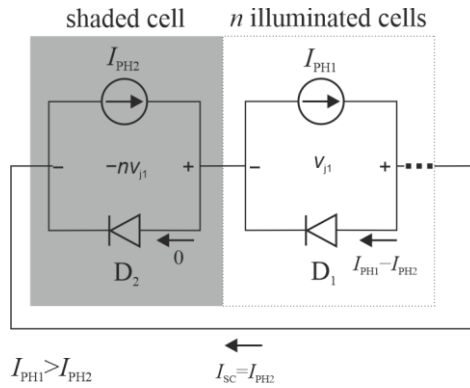 shaded cell
n illuminated cells
I_PH2
I_PH1
− −nv_j1 +
− v_j1 +
0
I_PH1−I_PH2
D_2
D_1
I_PH1>I_PH2
I_SC=I_PH2